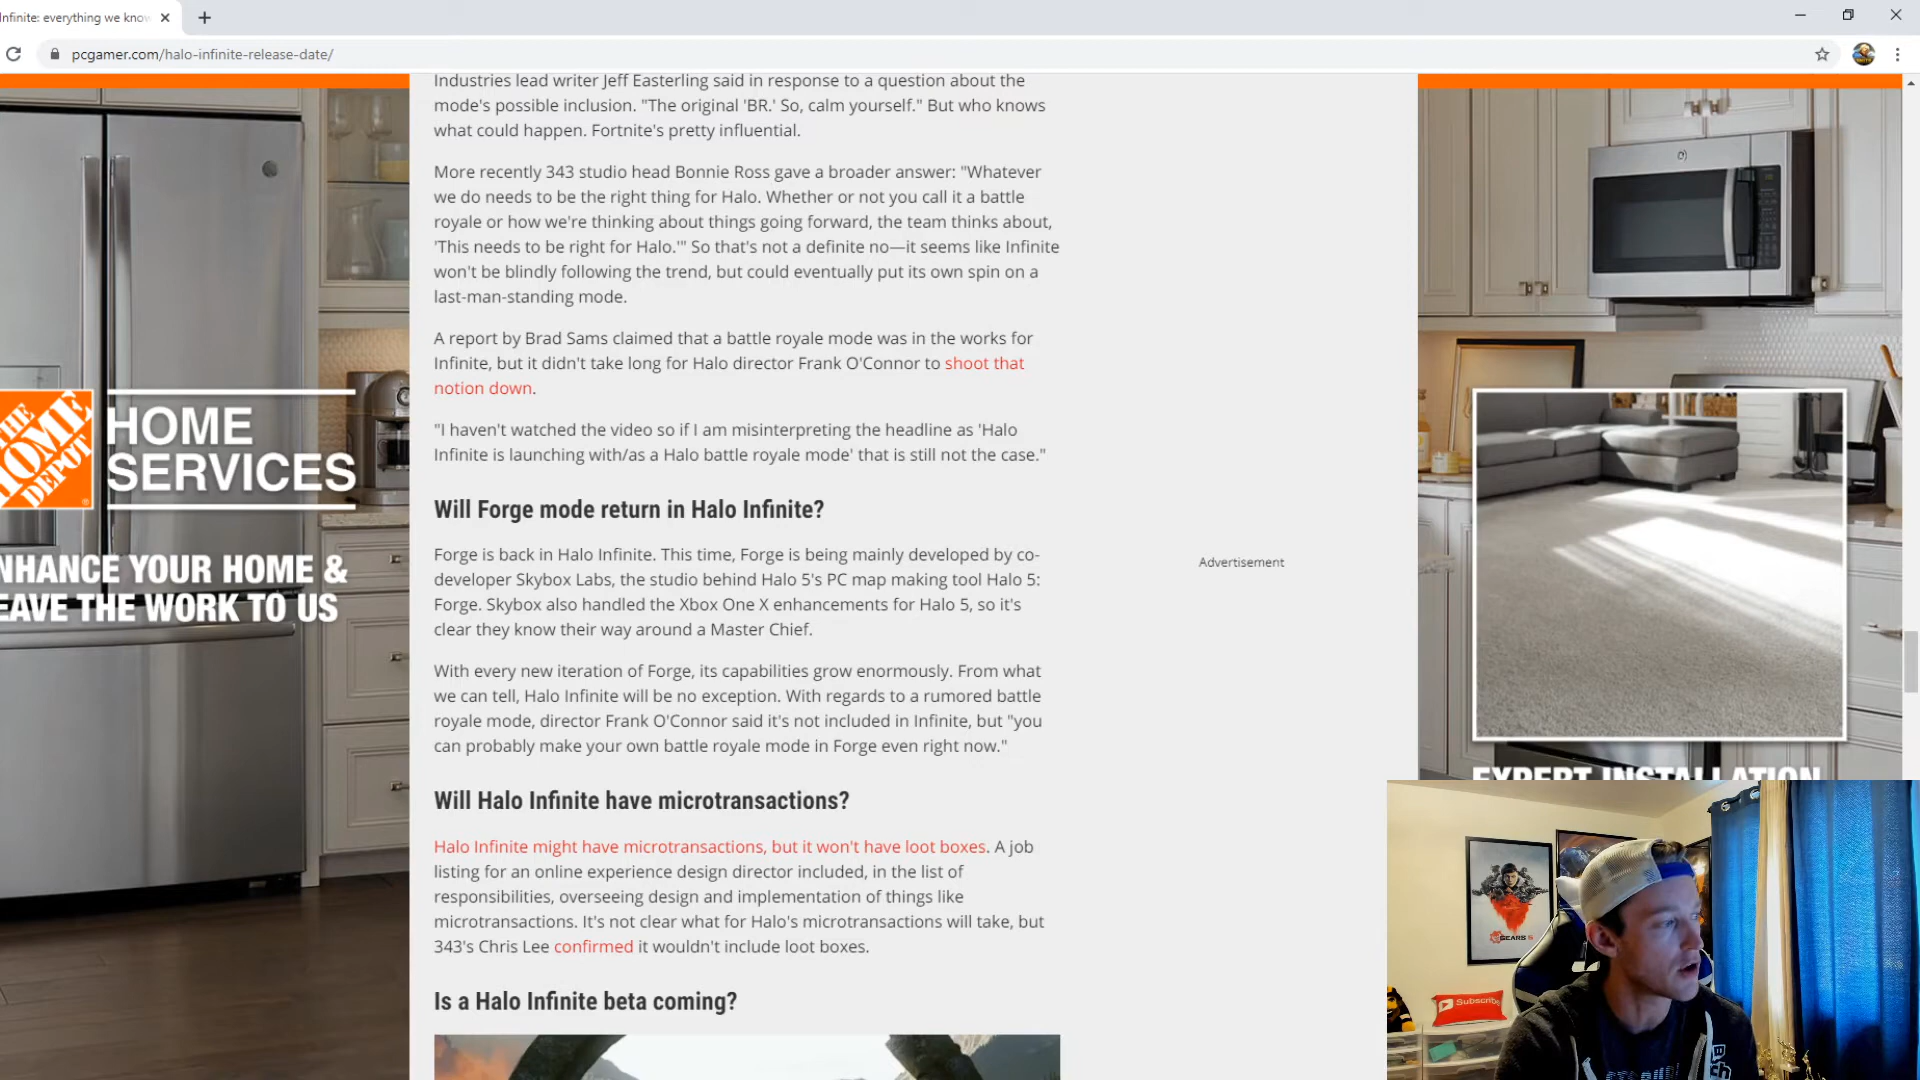 Infinite: everything we know
pcgamer.com/halo-infinite-release-date/
Industries lead writer Jeff Easterling said in response to a question about the
mode's possible inclusion. "The original 'BR.' So, calm yourself." But who knows
what could happen. Fortnite's pretty influential.
More recently 343 studio head Bonnie Ross gave a broader answer: "Whatever
we do needs to be the right thing for Halo. Whether or not you call it a battle
royale or how we're thinking about things going forward, the team thinks about,
'This needs to be right for Halo.'" So that's not a definite no—it seems like Infinite
won't be blindly following the trend, but could eventually put its own spin on a
last-man-standing mode.
A report by Brad Sams claimed that a battle royale mode was in the works for
Infinite, but it didn't take long for Halo director Frank O'Connor to shoot that
notion down.
"I haven't watched the video so if I am misinterpreting the headline as 'Halo
Infinite is launching with/as a Halo battle royale mode' that is still not the case."
Will Forge mode return in Halo Infinite?
Forge is back in Halo Infinite. This time, Forge is being mainly developed by co-
developer Skybox Labs, the studio behind Halo 5's PC map making tool Halo 5:
Forge. Skybox also handled the Xbox One X enhancements for Halo 5, so it's
clear they know their way around a Master Chief.
With every new iteration of Forge, its capabilities grow enormously. From what
we can tell, Halo Infinite will be no exception. With regards to a rumored battle
royale mode, director Frank O'Connor said it's not included in Infinite, but "you
can probably make your own battle royale mode in Forge even right now."
Will Halo Infinite have microtransactions?
Halo Infinite might have microtransactions, but it won't have loot boxes. A job
listing for an online experience design director included, in the list of
responsibilities, overseeing design and implementation of things like
microtransactions. It's not clear what for Halo's microtransactions will take, but
343's Chris Lee confirmed it wouldn't include loot boxes.
Is a Halo Infinite beta coming?
THE
HOME
DEPOT
HOME
SERVICES
NHANCE YOUR HOME &
EAVE THE WORK TO US
Advertisement
EXPERT INSTALLATION
GEARS 5
Subscribe